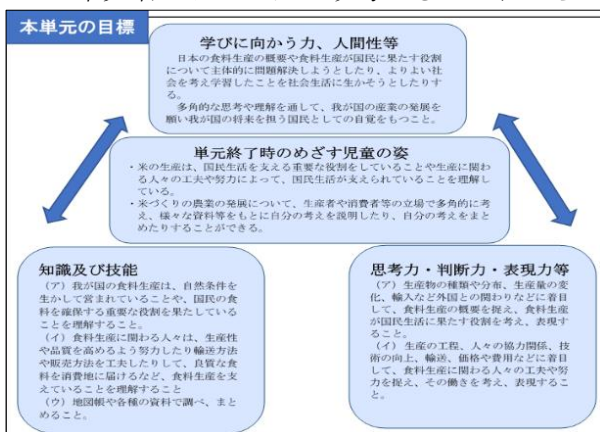 本単元の目標
学びに向かう力、人間性等
日本の食料生産の概要や食料生産が国民に果たす役割
について主体的に問題解決しようとしたり、よりよい社
会を考え学習したことを社会生活に生かそうとしたりす
る。
多角的な思考や理解を通して、我が国の産業の発展を
願い我が国の将来を担う国民としての自覚をもつこと。
単元終了時のめざす児童の姿
・米の生産は、国民生活を支える重要な役割をしていることや生産に関わ
る人々の工夫や努力によって、国民生活が支えられていることを理解し
ている。
・米づくりの農業の発展について、生産者や消費者等の立場で多角的に考
え、様々な資料等をもとに自分の考えを説明したり、自分の考えをまと
めたりすることができる。
知識及び技能
（ア）我が国の食料生産は、自然条件を
生かして営まれていることや、国民の食
料を確保する重要な役割を果たしている
ことを理解すること。
（イ）食料生産に関わる人々は、生産性
や品質を高めるよう努力したり輸送方法
や販売方法を工夫したりして、良質な食
料を消費地に届けるなど、食料生産を支
えていることを理解すること
（ウ）地図帳や各種の資料で調べ、まと
めること。
思考力・判断力・表現力等
（ア）生産物の種類や分布、生産量の変
化、輸入など外国との関わりなどに着目
して、食料生産の概要を捉え、食料生産
が国民生活に果たす役割を考え、表現す
ること。
（イ）生産の工程、人々の協力関係、技
術の向上、輸送、価格や費用などに着目
して、食料生産に関わる人々の工夫や努
力を捉え、その働きを考え、表現するこ
と。